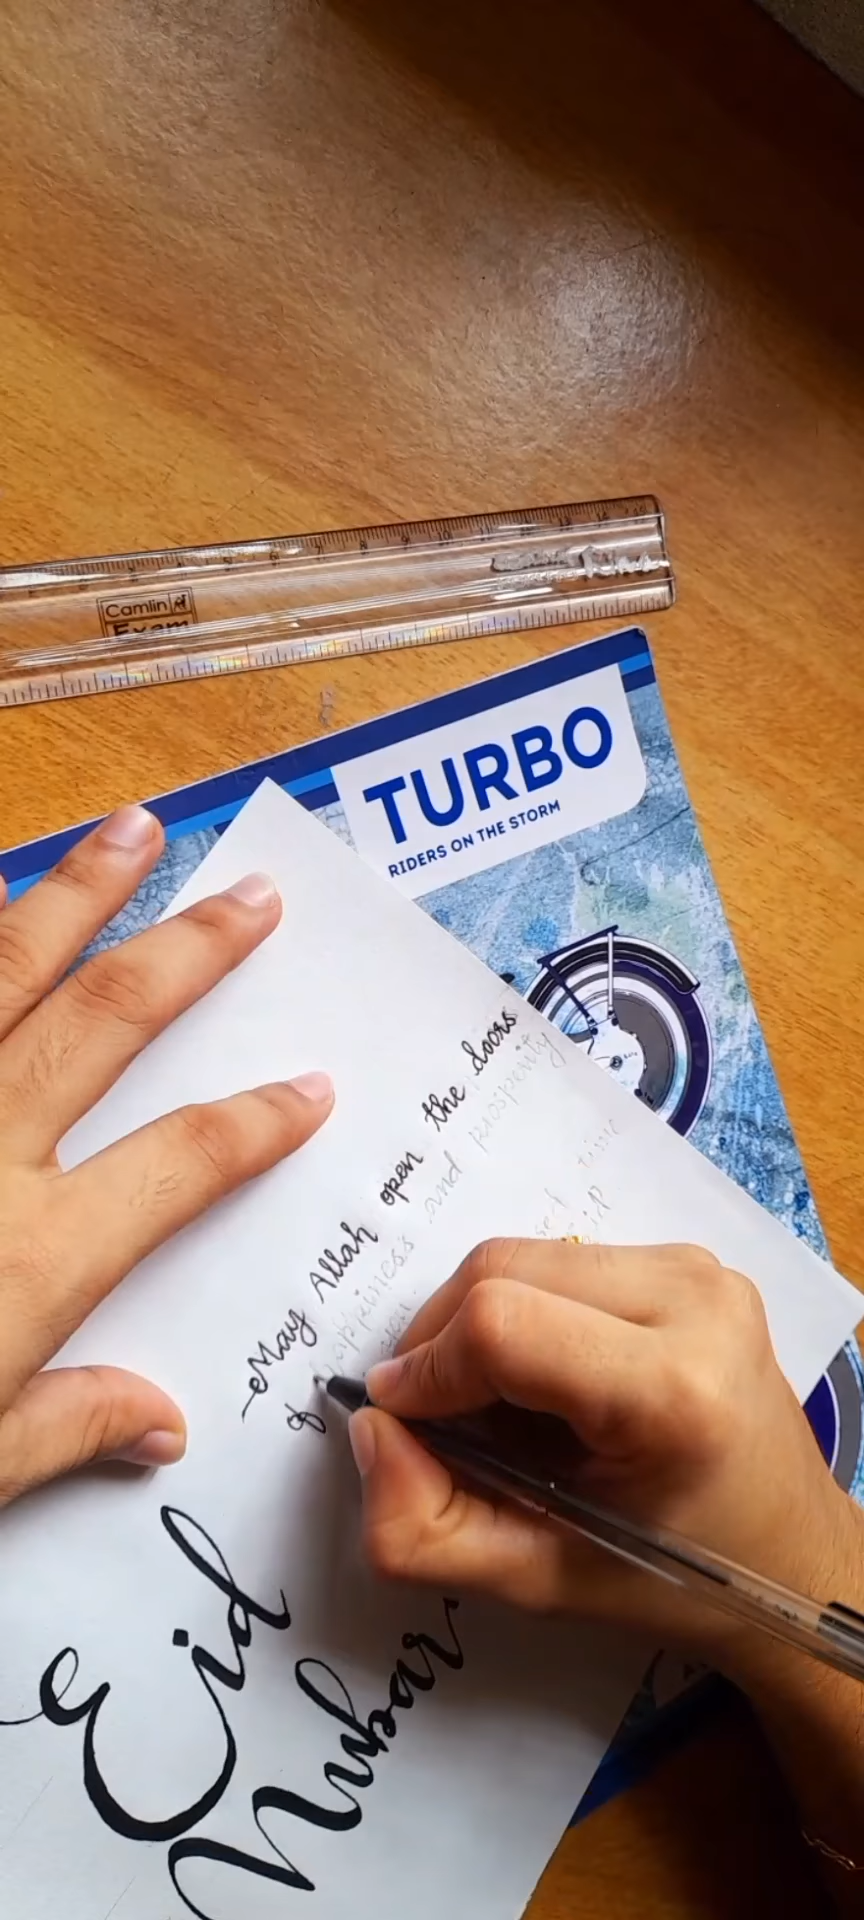 Camlin
Exam
TURBO
RIDERS ON THE STORM
May Allah open the doors
of happiness and prosperity
Eid
Mubar